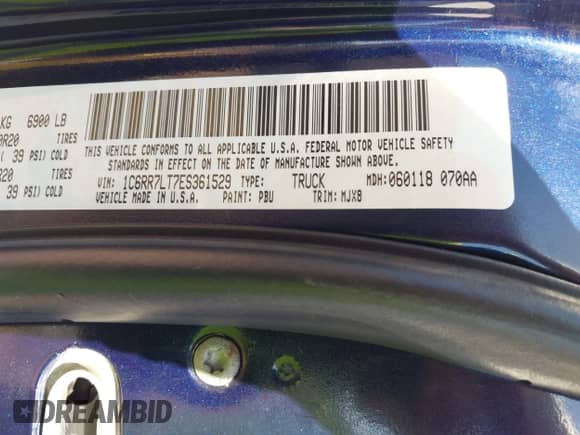 KG 6900 LB
0R20 TIRES
( 39 PSI) COLD
R20 TIRES
39 PSI) COLD
THIS VEHICLE CONFORMS TO ALL APPLICABLE U.S.A. FEDERAL MOTOR VEHICLE SAFETY
STANDARDS IN EFFECT ON THE DATE OF MANUFACTURE SHOWN ABOVE.
VIN: 1C6RR7LT7ES361529 TYPE: TRUCK MDH:060118 070AA
VEHICLE MADE IN U.S.A. PAINT: PBU TRIM: MJX8
DREAMBID